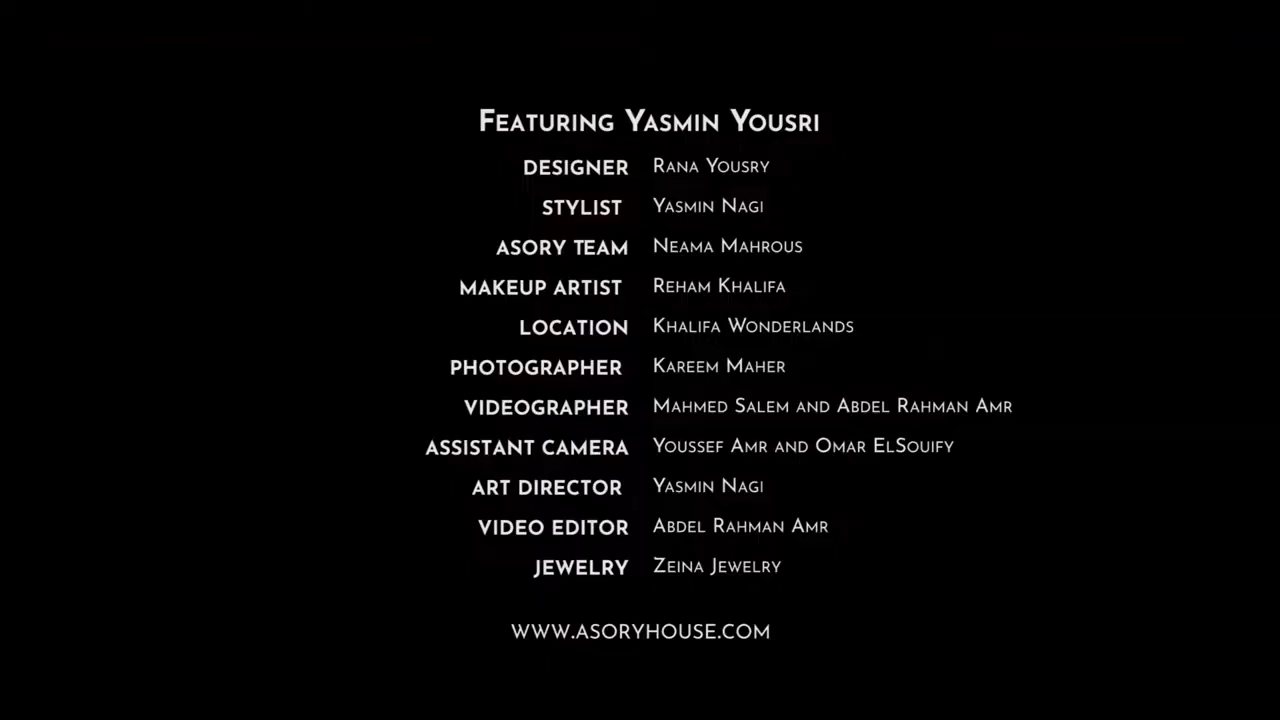 Featuring Yasmin Yousri
DESIGNER Rana Yousry
STYLIST Yasmin Nagi
ASORY TEAM Neama Mahrous
MAKEUP ARTIST Reham Khalifa
LOCATION Khalifa Wonderlands
PHOTOGRAPHER Kareem Maher
VIDEOGRAPHER Mahmed Salem and Abdel Rahman Amr
ASSISTANT CAMERA Youssef Amr and Omar ElSouify
ART DIRECTOR Yasmin Nagi
VIDEO EDITOR Abdel Rahman Amr
JEWELRY Zeina Jewelry
WWW.ASORYHOUSE.COM